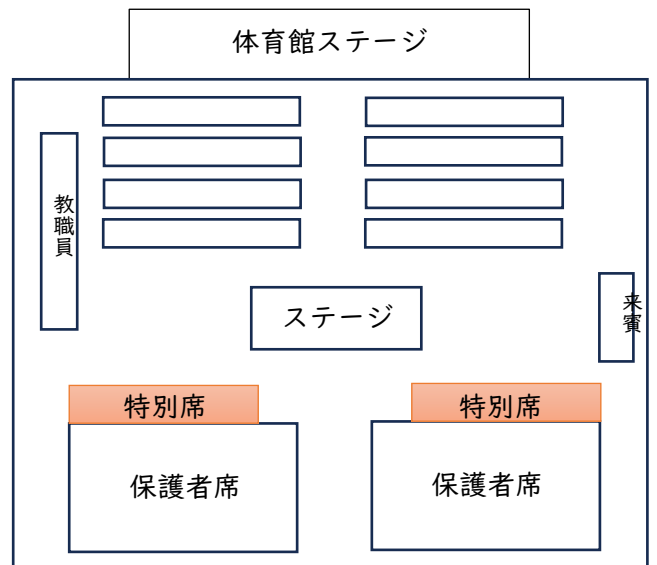 体育館ステージ
教職員
ステージ
来賓
特別席
特別席
保護者席
保護者席